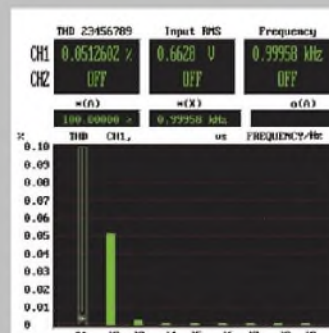 THD 23456789 Input RMS Frequency
CH1 0.0512602 % 0.6628 V 0.99958 kHz
CH2 OFF OFF OFF
*(A) *(X) o(A)
100.00000 % 0.99958 kHz
% THD CH1, vs FREQUENCY/Hz
0.10
0.09
0.08
0.07
0.06
0.05
0.04
0.03
0.02
0.01
0